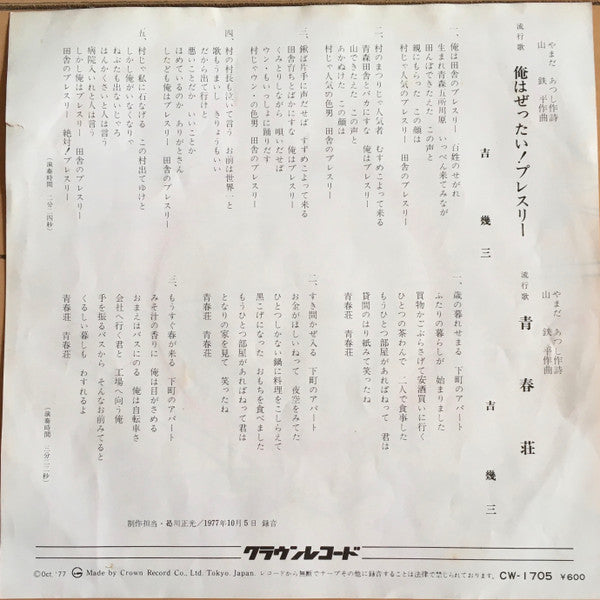 やまだ あつし作詩
山 鉄平作曲
流行歌
俺はぜったい!プレスリー
吉 幾三
一、俺は田舎のプレスリー 百姓のせがれ
生まれ青森五所川原 いっぺん来てみなが
田んぼできたえた この声と
親にもらった この顔は
村じゃ人気のプレスリー 田舎のプレスリー
二、村のまつりじゃ人気者 むすめこよって来る
青森田舎とバカにすな 俺はプレスリー
山できたえた この声と
あかぬけた この顔は
村じゃ人気の色男 田舎のプレスリー
三、鍬片手に声だせば すずめこよって来る
田舎育ちとばかにすな 俺はプレスリー
くみとりしながら 唄いだせば
ウンもいっしょに踊りだす
村じゃウンの色男 田舎のプレスリー
四、村の村長も泣いて言う お前は世界一と
歌もうまいし きりょうもいい
だから出て行けと
悪いことだか いいことか
ほめているのか ありがとさん
したども俺は 田舎のプレスリー
五、村じゃ私に石なげる この村出てゆけと
しかし俺がいなくなりゃ
ねぶたも出ないじゃろ
はんかくさいと人は言う
病院入いれと人は言う
しかし俺はプレスリー 田舎のプレスリー
田舎のプレスリー 絶対!プレスリー
(演奏時間 二分二四秒)
やまだ あつし作詩
山 鉄平作曲
流行歌
青春荘
吉 幾三
一、歳の暮れせまる 下町のアパート
ふたりの暮らしが 始まりました
買物かごぶらさげて安酒買いに行く
ひとつの茶わんで 二人で食事した
もうひとつ部屋があればねって 君は
貸間のはり紙みて笑ったね
青春荘 青春荘
二、すき間かぜ入る 下町のアパート
お金がほしいねって 夜空をみてた
ひとつしかない鍋に料理をこしらえて
黒こげになった おもちを食べました
もうひとつ部屋があればねって君は
となりの家を見て 笑ったね
青春荘 青春荘
三、もうすぐ春が来る 下町のアパート
みそ汁の香りに 俺は目がさめる
おまえはバスにのる 俺は自転車さ
会社へ行く君と 工場へ向う俺
手を振るバスから そんなお前みてると
くるしい暮しも わすれるよ
青春荘 青春荘
(演奏時間 三分二二秒)
制作担当・昴川正光/1977年10月5日 録音
クラウンレコード
©Oct. '77 Made by Crown Record Co., Ltd. Tokyo. Japan. レコードから無断でテープその他に録音することは法律で禁じられております。 CW-1705 ¥600